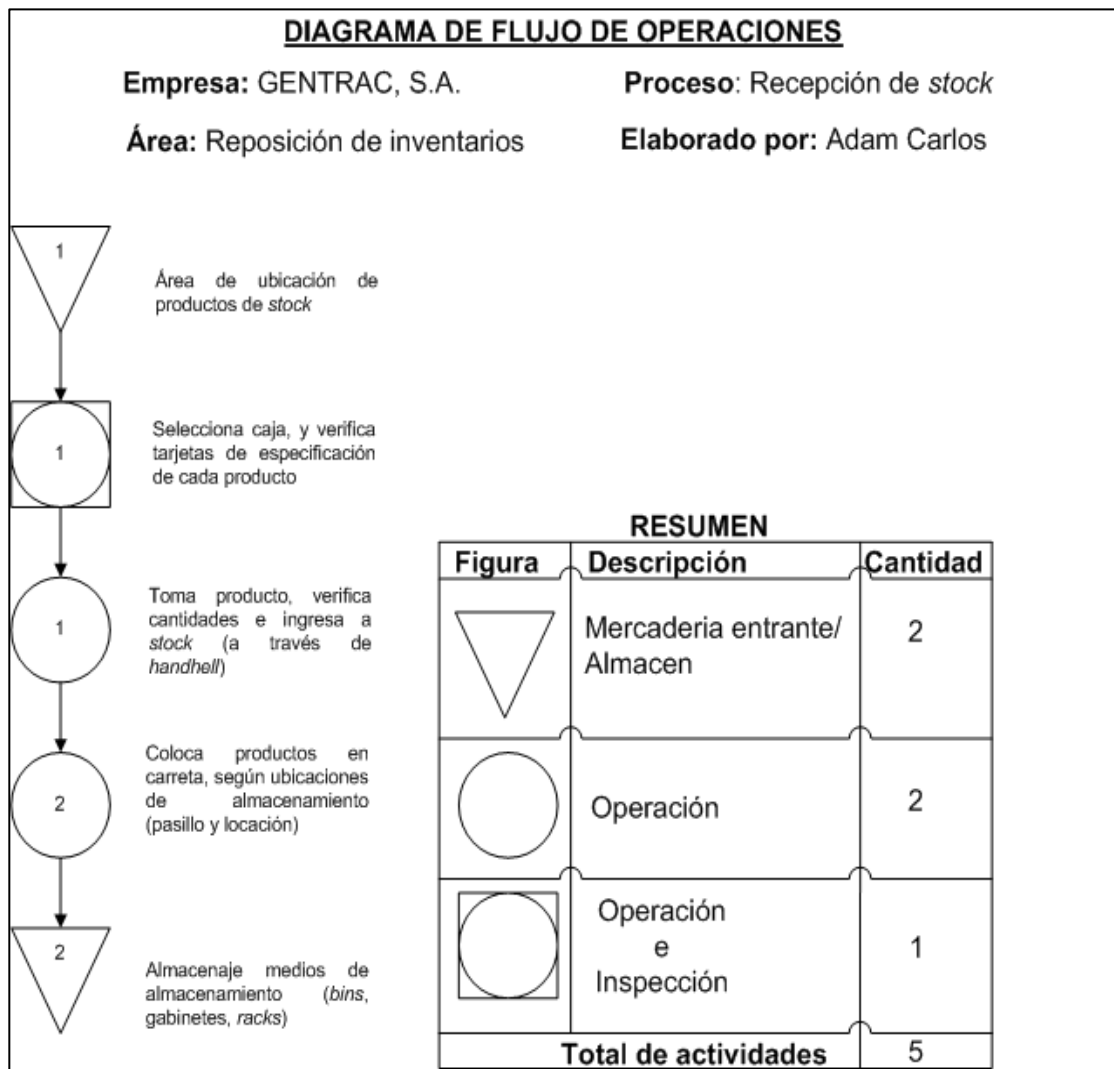 DIAGRAMA DE FLUJO DE OPERACIONES
Empresa: GENTRAC, S.A.
Proceso: Recepción de stock
Área: Reposición de inventarios
Elaborado por: Adam Carlos
1
Área de ubicación de
productos de stock
1
Selecciona caja, y verifica
tarjetas de especificación
de cada producto
1
Toma producto, verifica
cantidades e ingresa a
stock (a través de
handhell)
2
Coloca productos en
carreta, según ubicaciones
de almacenamiento
(pasillo y locación)
2
Almacenaje medios de
almacenamiento (bins,
gabinetes, racks)
RESUMEN
Figura Descripción Cantidad
Mercaderia entrante/
Almacen
2
Operación 2
Operación
e
Inspección
1
Total de actividades 5